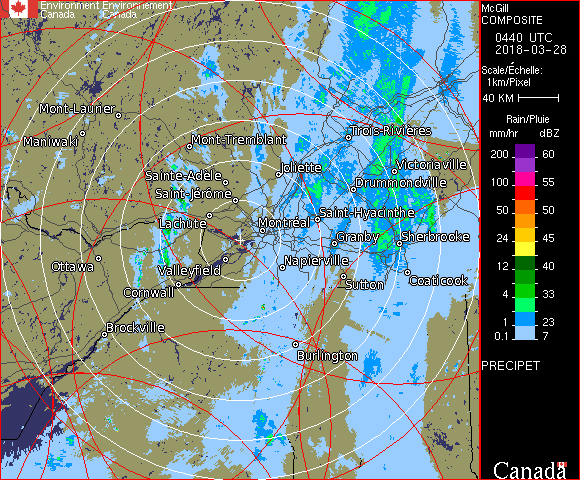 Environment Environnement
Canada Canada
McGill
COMPOSITE
0440 UTC
2018-03-28
Scale/Échelle:
1km/Pixel
40 KM
Rain/Pluie
mm/hr dBZ
200 60
100 55
50 50
24 45
12 40
4 33
1 23
0.1 7
PRECIPET
Canada
Mont-Laurier
Maniwaki
Mont-Tremblant
Trois-Rivières
Sainte-Adèle
Joliette
Victoriaville
Saint-Jérôme
Drummondville
Lachute
Montréal
Saint-Hyacinthe
Granby
Sherbrooke
Ottawa
Valleyfield
Napierville
Cornwall
Sutton
Coaticook
Brockville
Burlington